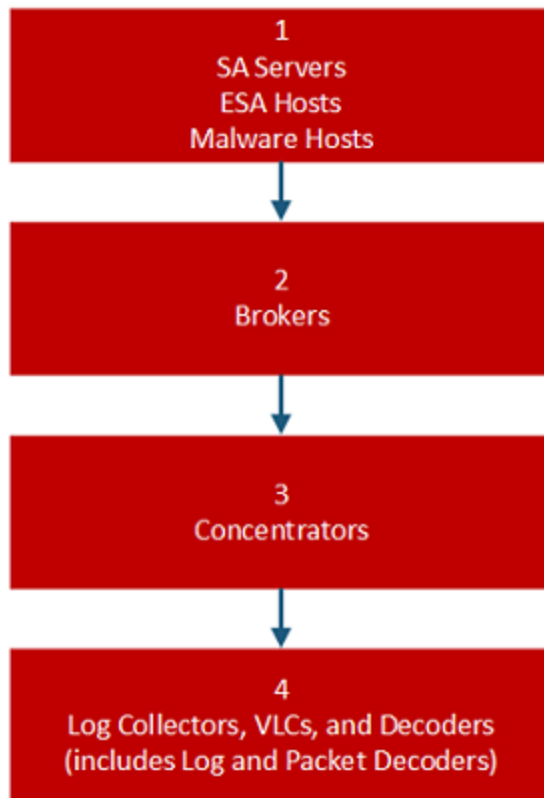 1
SA Servers
ESA Hosts
Malware Hosts
2
Brokers
3
Concentrators
4
Log Collectors, VLCs, and Decoders
(includes Log and Packet Decoders)